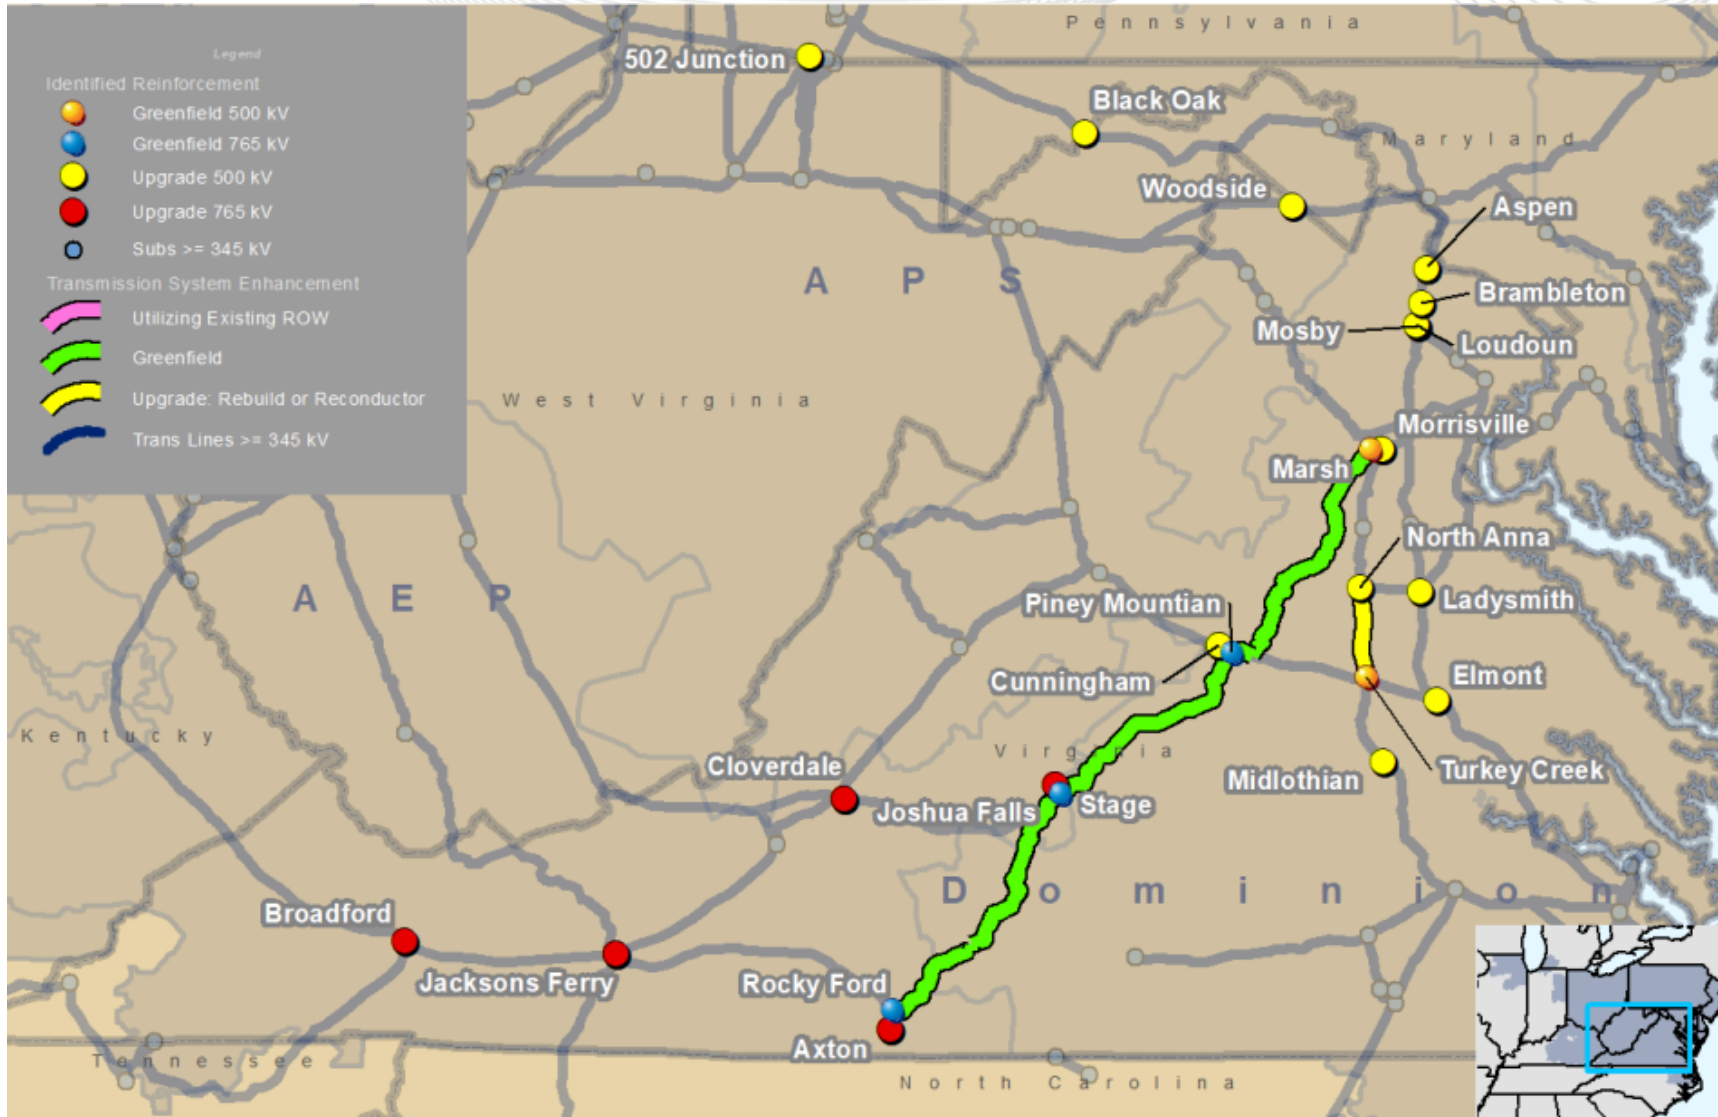 Legend
Identified Reinforcement
Greenfield 500 kV
Greenfield 765 kV
Upgrade 500 kV
Upgrade 765 kV
Subs >= 345 kV
Transmission System Enhancement
Utilizing Existing ROW
Greenfield
Upgrade: Rebuild or Reconductor
Trans Lines >= 345 kV
Pennsylvania
502 Junction
Black Oak
Maryland
Woodside
Aspen
APS
Brambleton
Mosby
Loudoun
West Virginia
Morrisville
Marsh
North Anna
AEP
Piney Mountian
Ladysmith
Cunningham
Elmont
Kentucky
Virginia
Cloverdale
Midlothian
Turkey Creek
Joshua Falls
Stage
Dominion
Broadford
Jacksons Ferry
Rocky Ford
Axton
Tennessee
North Carolina